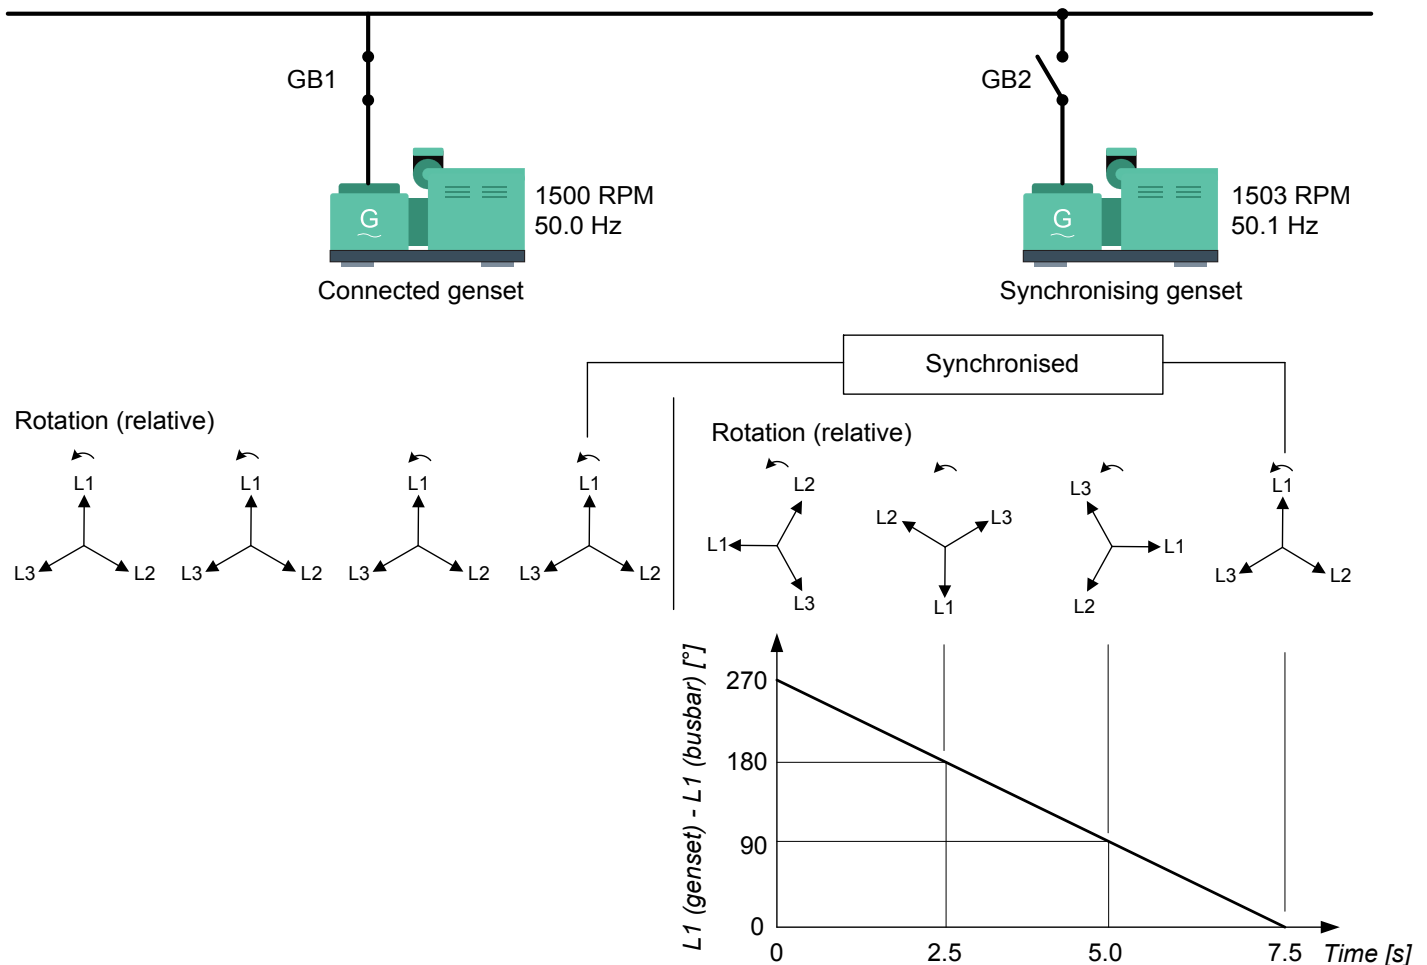 GB1
GB2
G
1500 RPM
50.0 Hz
G
1503 RPM
50.1 Hz
Connected genset
Synchronising genset
Synchronised
Rotation (relative)
Rotation (relative)
L1
L3
L2
L1
L3
L2
L1
L3
L2
L1
L3
L2
L2
L1
L3
L2
L3
L1
L3
L1
L2
L1
L3
L2
L1 (genset) - L1 (busbar) [°]
270
180
90
0
0
2.5
5.0
7.5
Time [s]